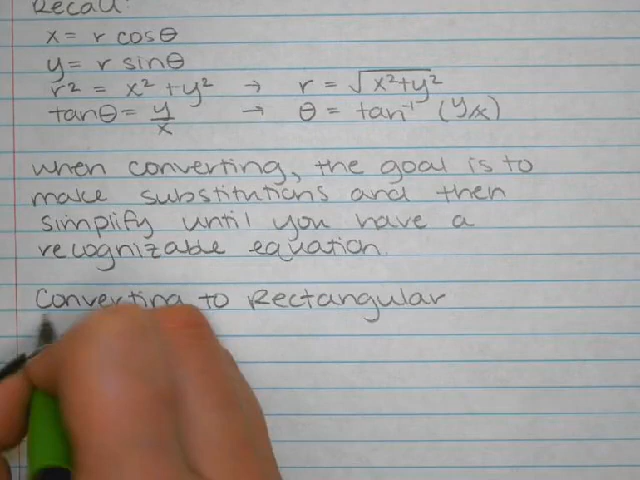 Recall:
x = r cosθ
y = r sinθ
r² = x² + y² → r = √x²+y²
tanθ = y/x → θ = tan⁻¹ (y/x)
When converting, the goal is to
make substitutions and then
simplify until you have a
recognizable equation.
Converting to Rectangular